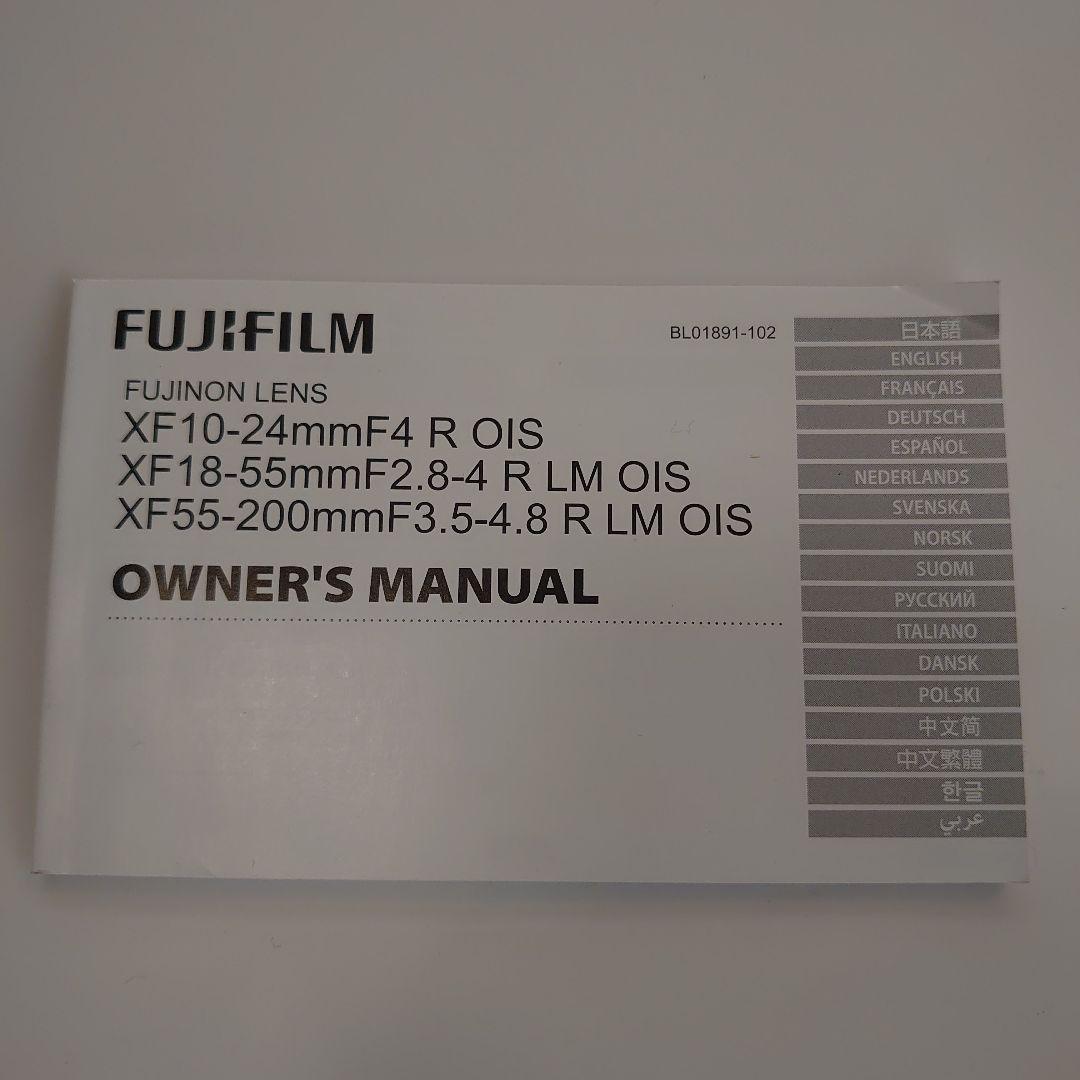 FUJIFILM
BL01891-102
FUJINON LENS
XF10-24mmF4 R OIS
XF18-55mmF2.8-4 R LM OIS
XF55-200mmF3.5-4.8 R LM OIS
OWNER'S MANUAL
日本語
ENGLISH
FRANÇAIS
DEUTSCH
ESPAÑOL
NEDERLANDS
SVENSKA
NORSK
SUOMI
РУССКИЙ
ITALIANO
DANSK
POLSKI
中文简
中文繁體
한글
عربي